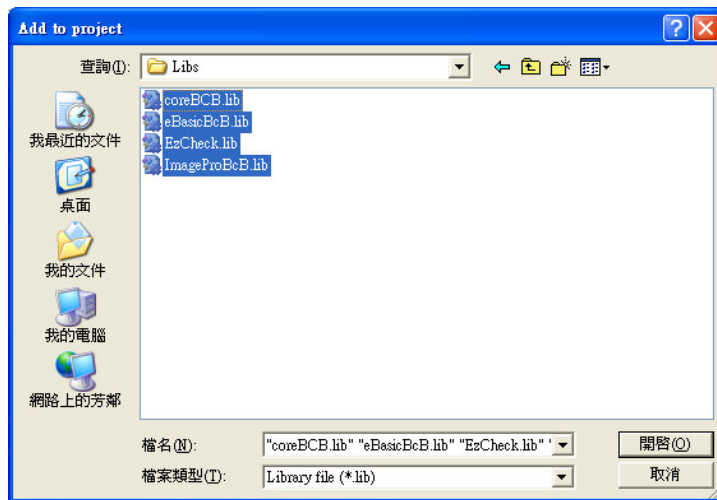 Add to project
查詢(I):
Libs
我最近的文件
桌面
我的文件
我的電腦
網路上的芳鄰
coreBCB.lib
eBasicBcB.lib
EzCheck.lib
ImageProBcB.lib
檔名(N):
"coreBCB.lib" "eBasicBcB.lib" "EzCheck.lib" '
開啓(O)
檔案類型(T):
Library file (*.lib)
取消